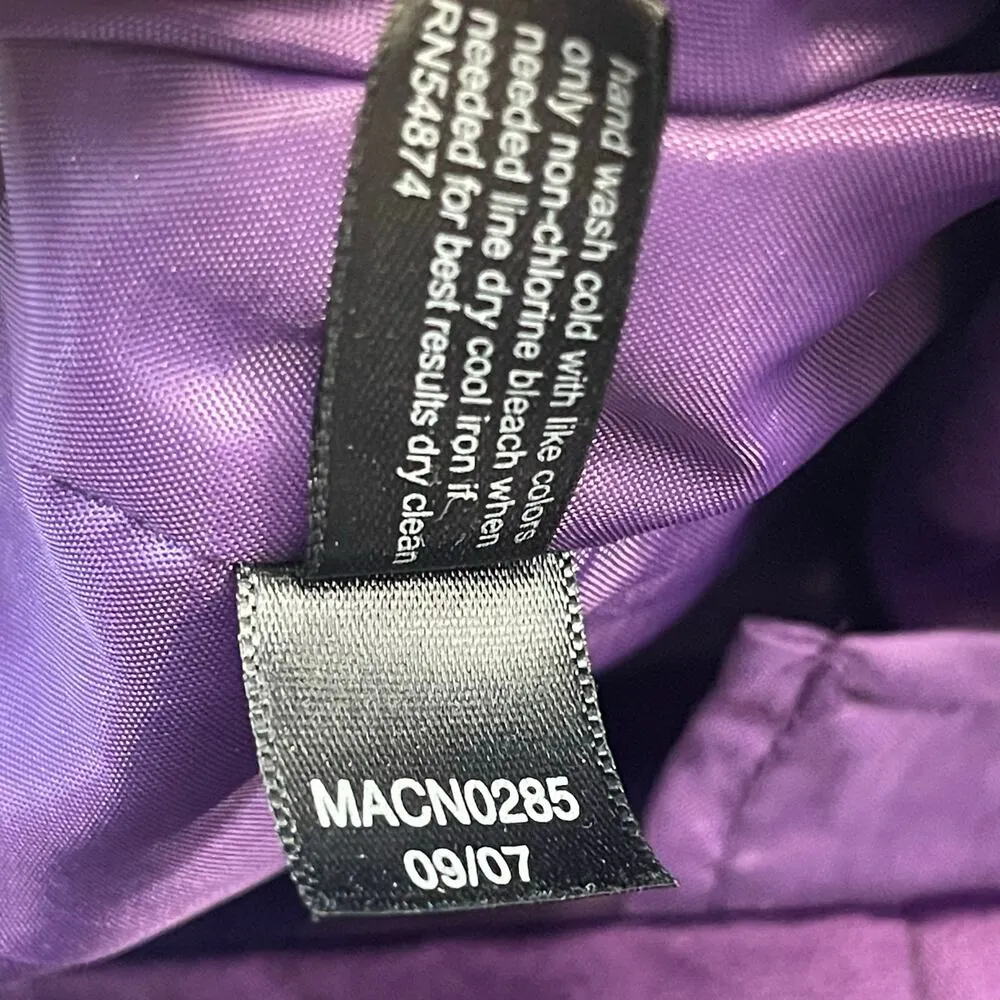 hand wash cold with like colors
only non-chlorine bleach when
needed line dry cool iron if
needed for best results dry clean
RN54874
MACN0285
09/07